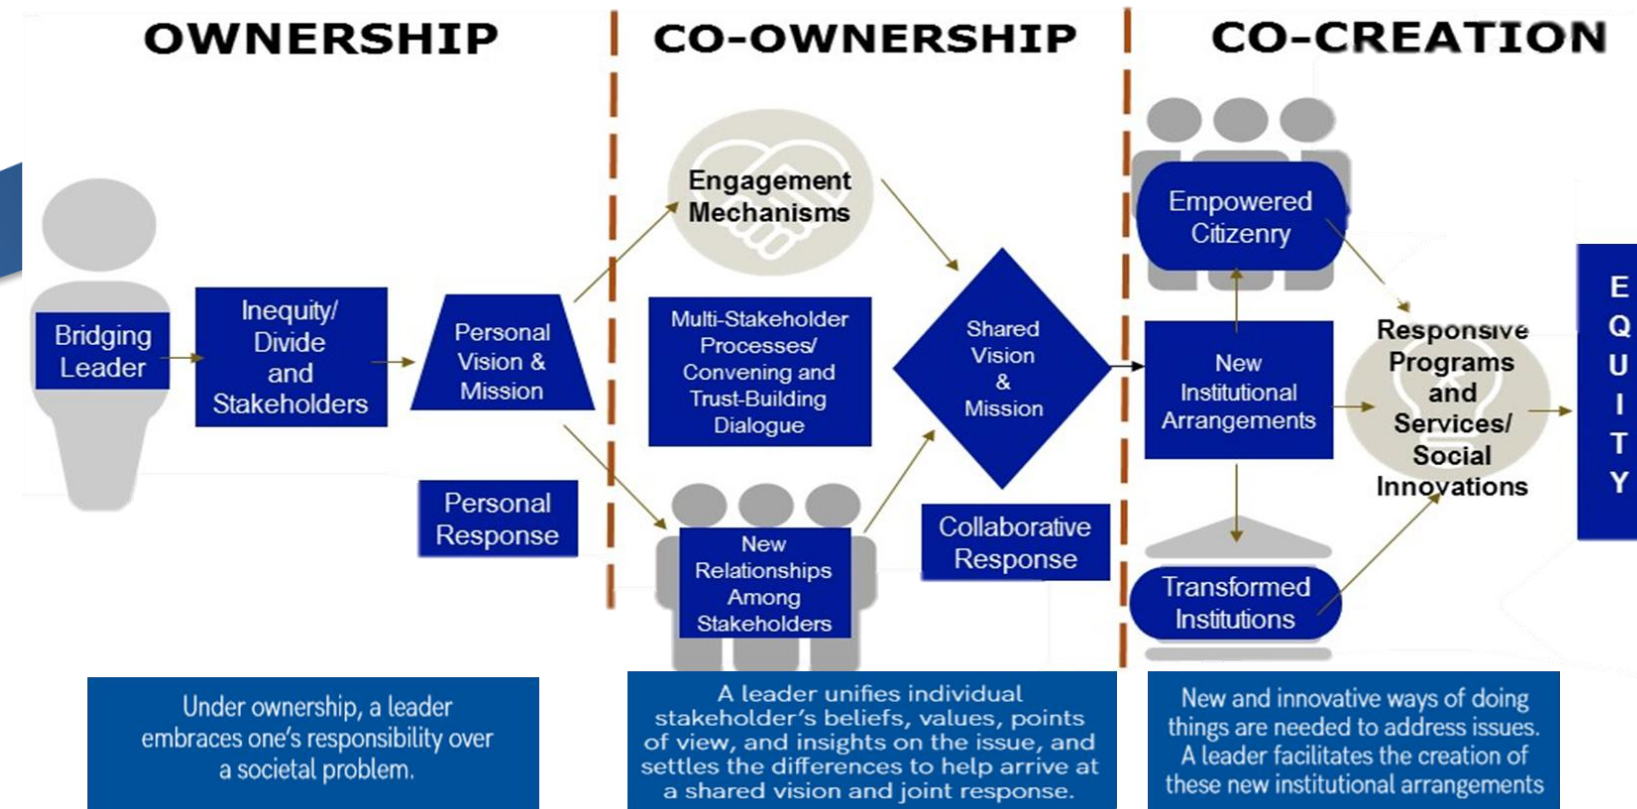 OWNERSHIP
Bridging
Leader
Inequity/
Divide
and
Stakeholders
Personal
Vision &
Mission
Personal
Response
Under ownership, a leader
embraces one's responsibility over
a societal problem.
CO-OWNERSHIP
Engagement
Mechanisms
Multi-Stakeholder
Processes/
Convening and
Trust-Building
Dialogue
New
Relationships
Among
Stakeholders
Shared
Vision
&
Mission
Collaborative
Response
A leader unifies individual
stakeholder's beliefs, values, points
of view, and insights on the issue, and
settles the differences to help arrive at
a shared vision and joint response.
CO-CREATION
Empowered
Citizenry
New
Institutional
Arrangements
Transformed
Institutions
Responsive
Programs
and
Services/
Social
Innovations
E
Q
U
I
T
Y
New and innovative ways of doing
things are needed to address issues.
A leader facilitates the creation of
these new institutional arrangements